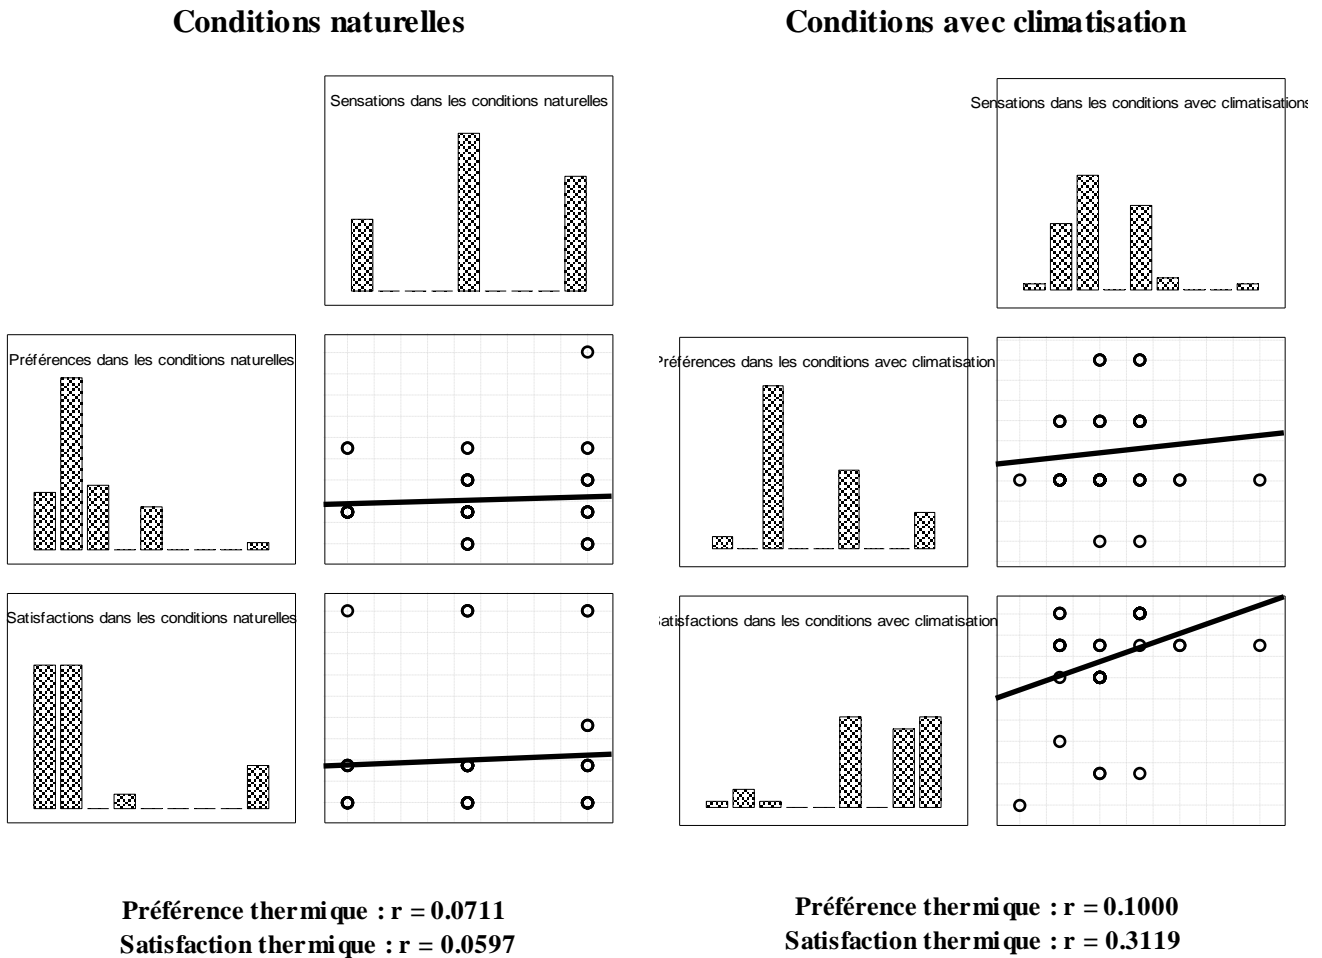 Conditions naturelles
Conditions avec climatisation
Sensations dans les conditions naturelles
Sensations dans les conditions avec climatisations
Préférences dans les conditions naturelles
Préférences dans les conditions avec climatisation
Satisfactions dans les conditions naturelles
atisfactions dans les conditions avec climatisation
Préférence thermique : r = 0.0711
Satisfaction thermique : r = 0.0597
Préférence thermique : r = 0.1000
Satisfaction thermique : r = 0.3119